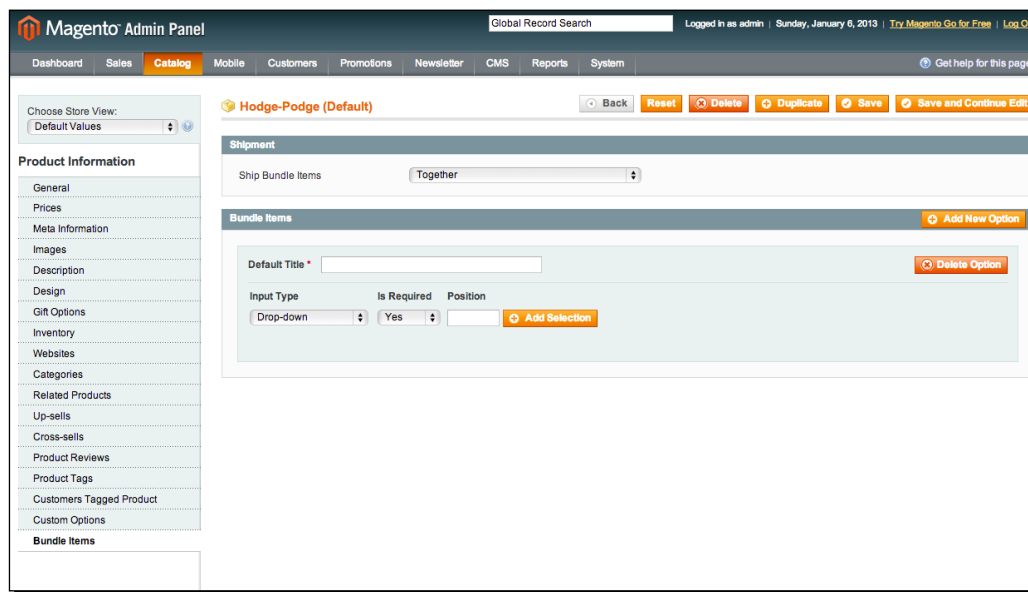 Magento™ Admin Panel
Global Record Search
Logged in as admin | Sunday, January 6, 2013 | Try Magento Go for Free | Log O
Dashboard Sales Catalog Mobile Customers Promotions Newsletter CMS Reports System Get help for this page
Choose Store View:
Default Values
Hodge-Podge (Default)
Back Reset Delete Duplicate Save Save and Continue Edit
Product Information
General
Prices
Meta Information
Images
Description
Design
Gift Options
Inventory
Websites
Categories
Related Products
Up-sells
Cross-sells
Product Reviews
Product Tags
Customers Tagged Product
Custom Options
Bundle Items
Shipment
Ship Bundle Items Together
Bundle Items Add New Option
Default Title * Delete Option
Input Type Is Required Position
Drop-down Yes Add Selection